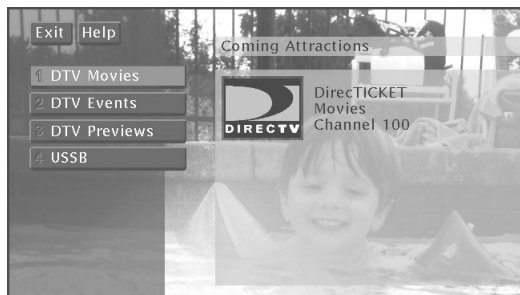 Exit Help
Coming Attractions
1 DTV Movies
2 DTV Events
3 DTV Previews
4 USSB
DIRECTV
DirecTICKET
Movies
Channel 100